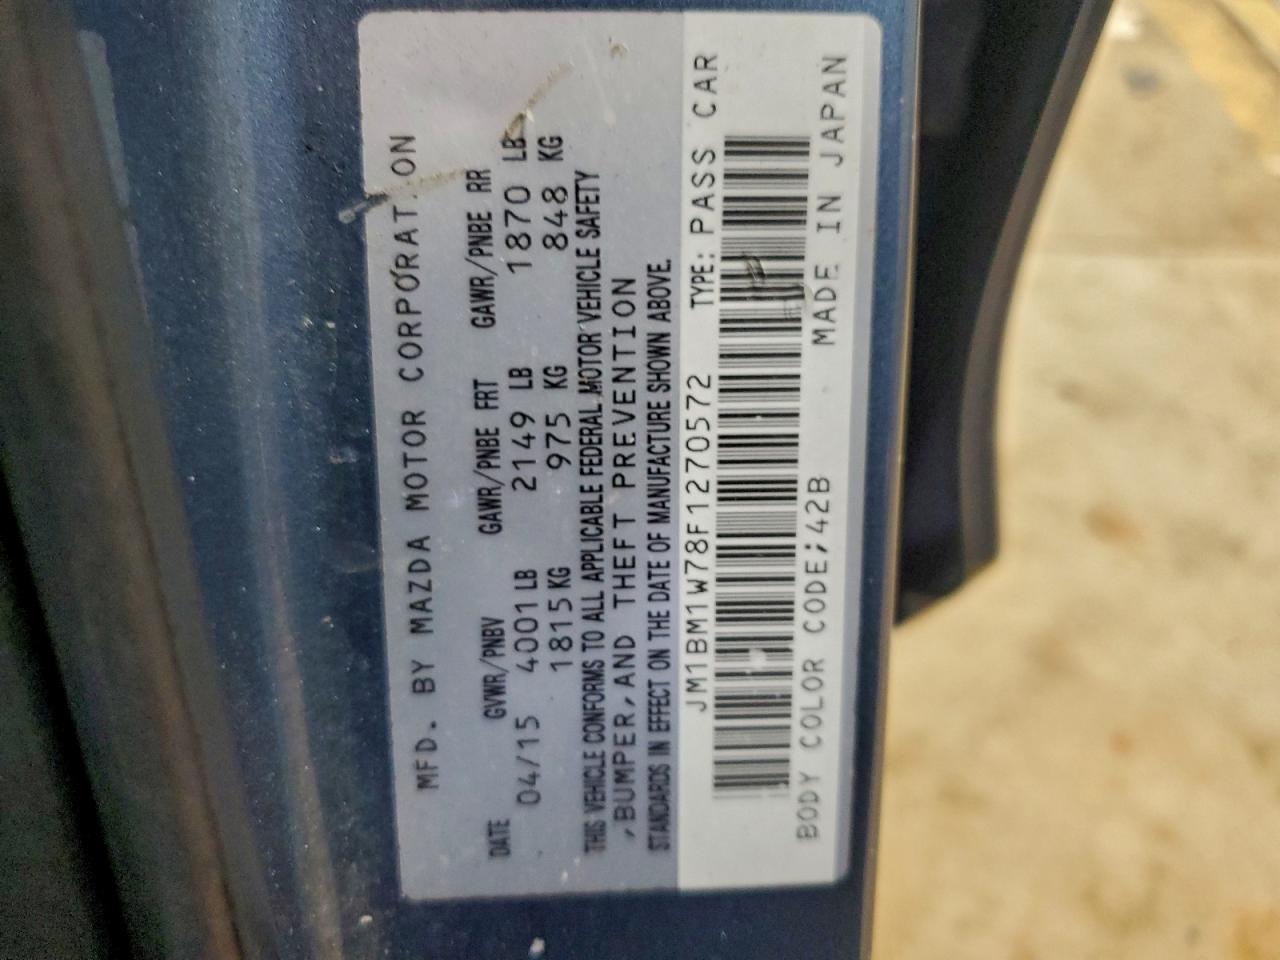 MFD. BY MAZDA MOTOR CORPORATION
DATE GVWR/PNBV GAWR/PNBE FRT GAWR/PNBE RR
04/15 4001 LB 2149 LB 1870 LB
1815 KG 975 KG 848 KG
THIS VEHICLE CONFORMS TO ALL APPLICABLE FEDERAL MOTOR VEHICLE SAFETY
,BUMPER, AND THEFT PREVENTION
STANDARDS IN EFFECT ON THE DATE OF MANUFACTURE SHOWN ABOVE.
JM1BM1W78F1270572 TYPE: PASS CAR
BODY COLOR CODE;42B MADE IN JAPAN